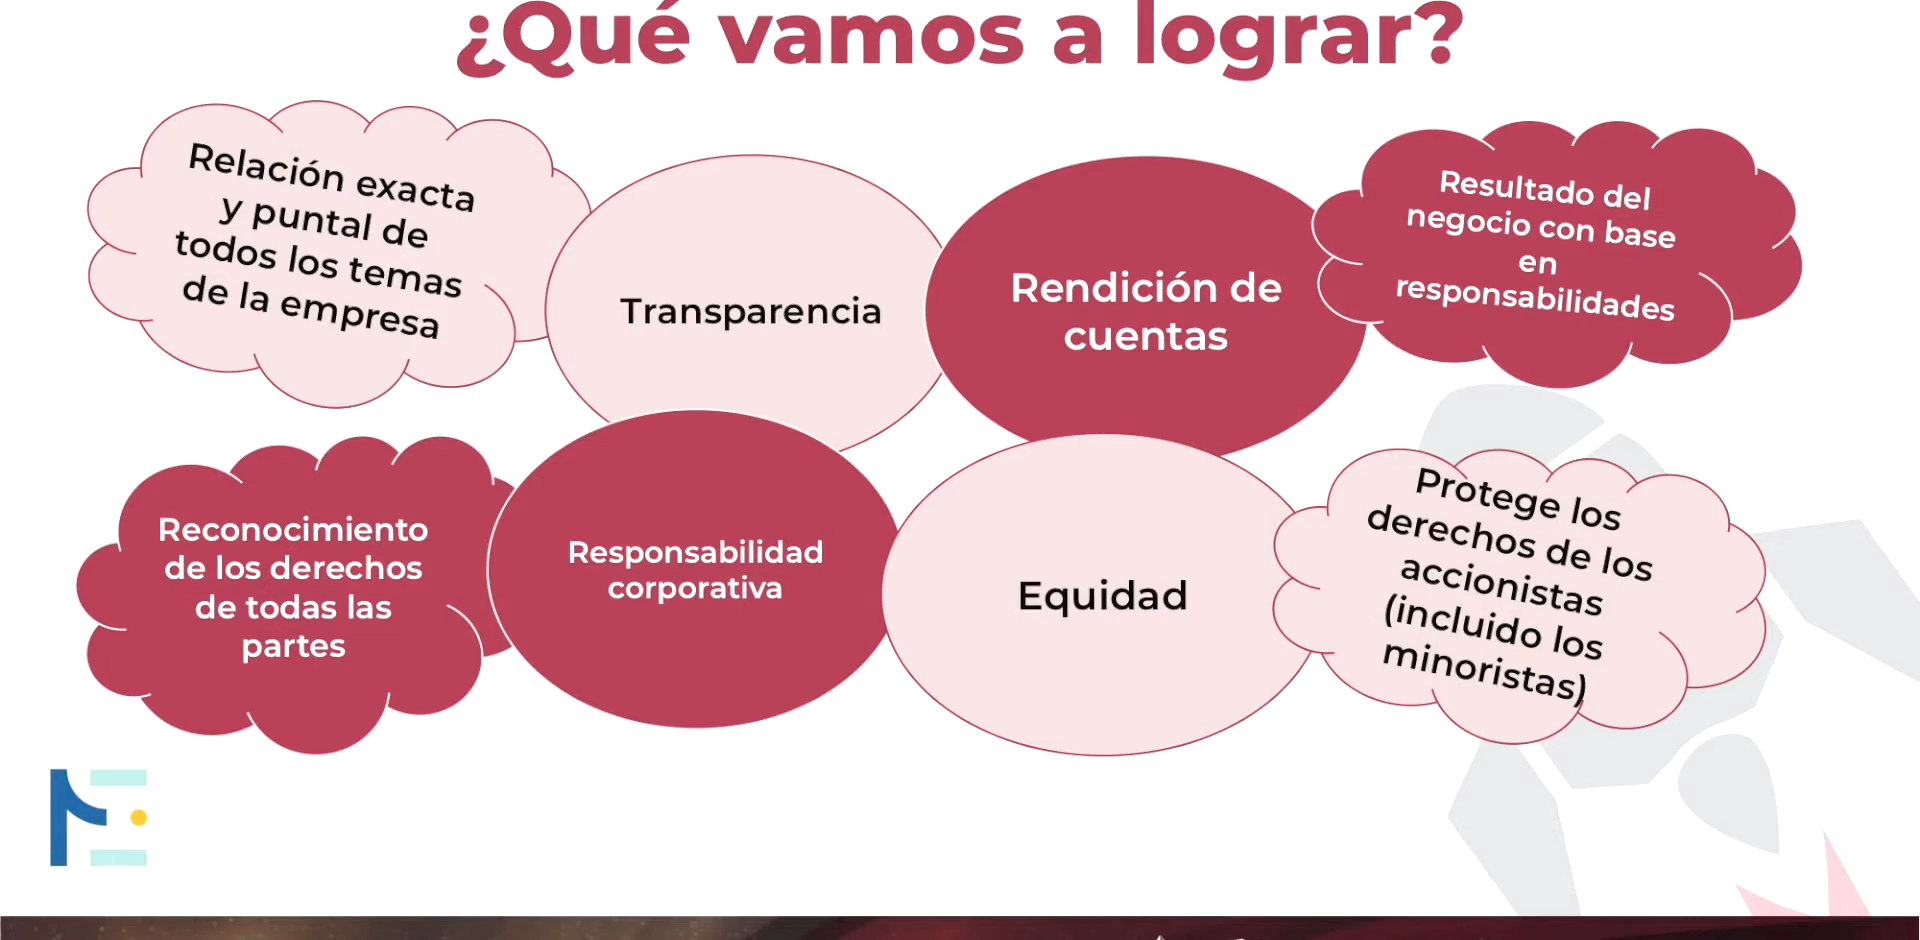 ¿Qué vamos a lograr?
Relación exacta
y puntal de
todos los temas
de la empresa
Transparencia
Rendición de
cuentas
Resultado del
negocio con base
en
responsabilidades
Reconocimiento
de los derechos
de todas las
partes
Responsabilidad
corporativa
Equidad
Protege los
derechos de los
accionistas
(incluido los
minoristas)